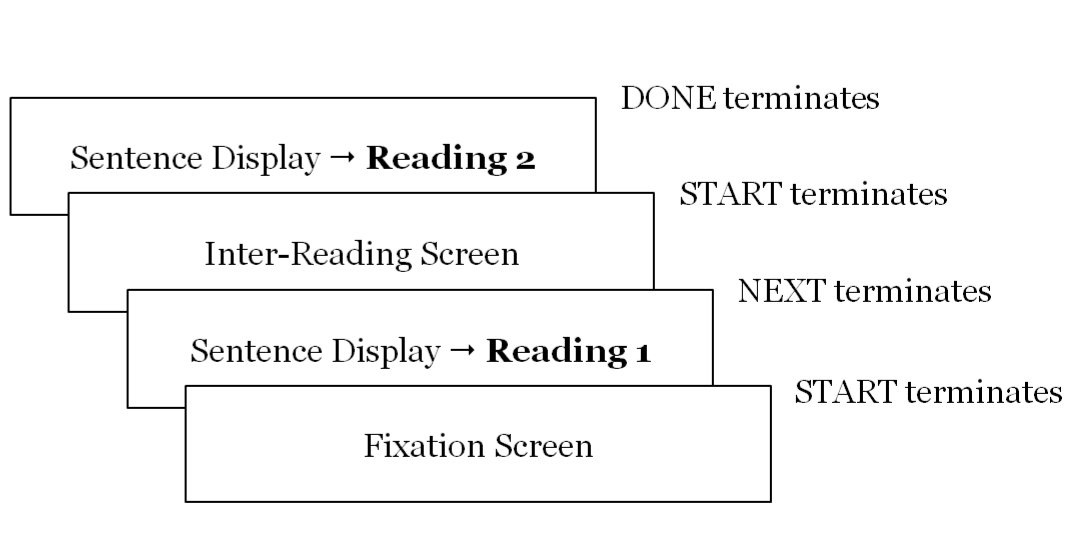 DONE terminates
Sentence Display → Reading 2
START terminates
Inter-Reading Screen
NEXT terminates
Sentence Display → Reading 1
START terminates
Fixation Screen